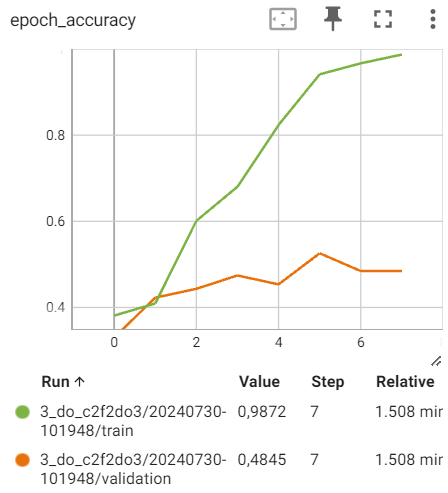 epoch_accuracy
0.8
0.6
0.4
0 2 4 6
Run ↑ Value Step Relative
3_do_c2f2do3/20240730- 0,9872 7 1.508 min
101948/train
3_do_c2f2do3/20240730- 0,4845 7 1.508 min
101948/validation